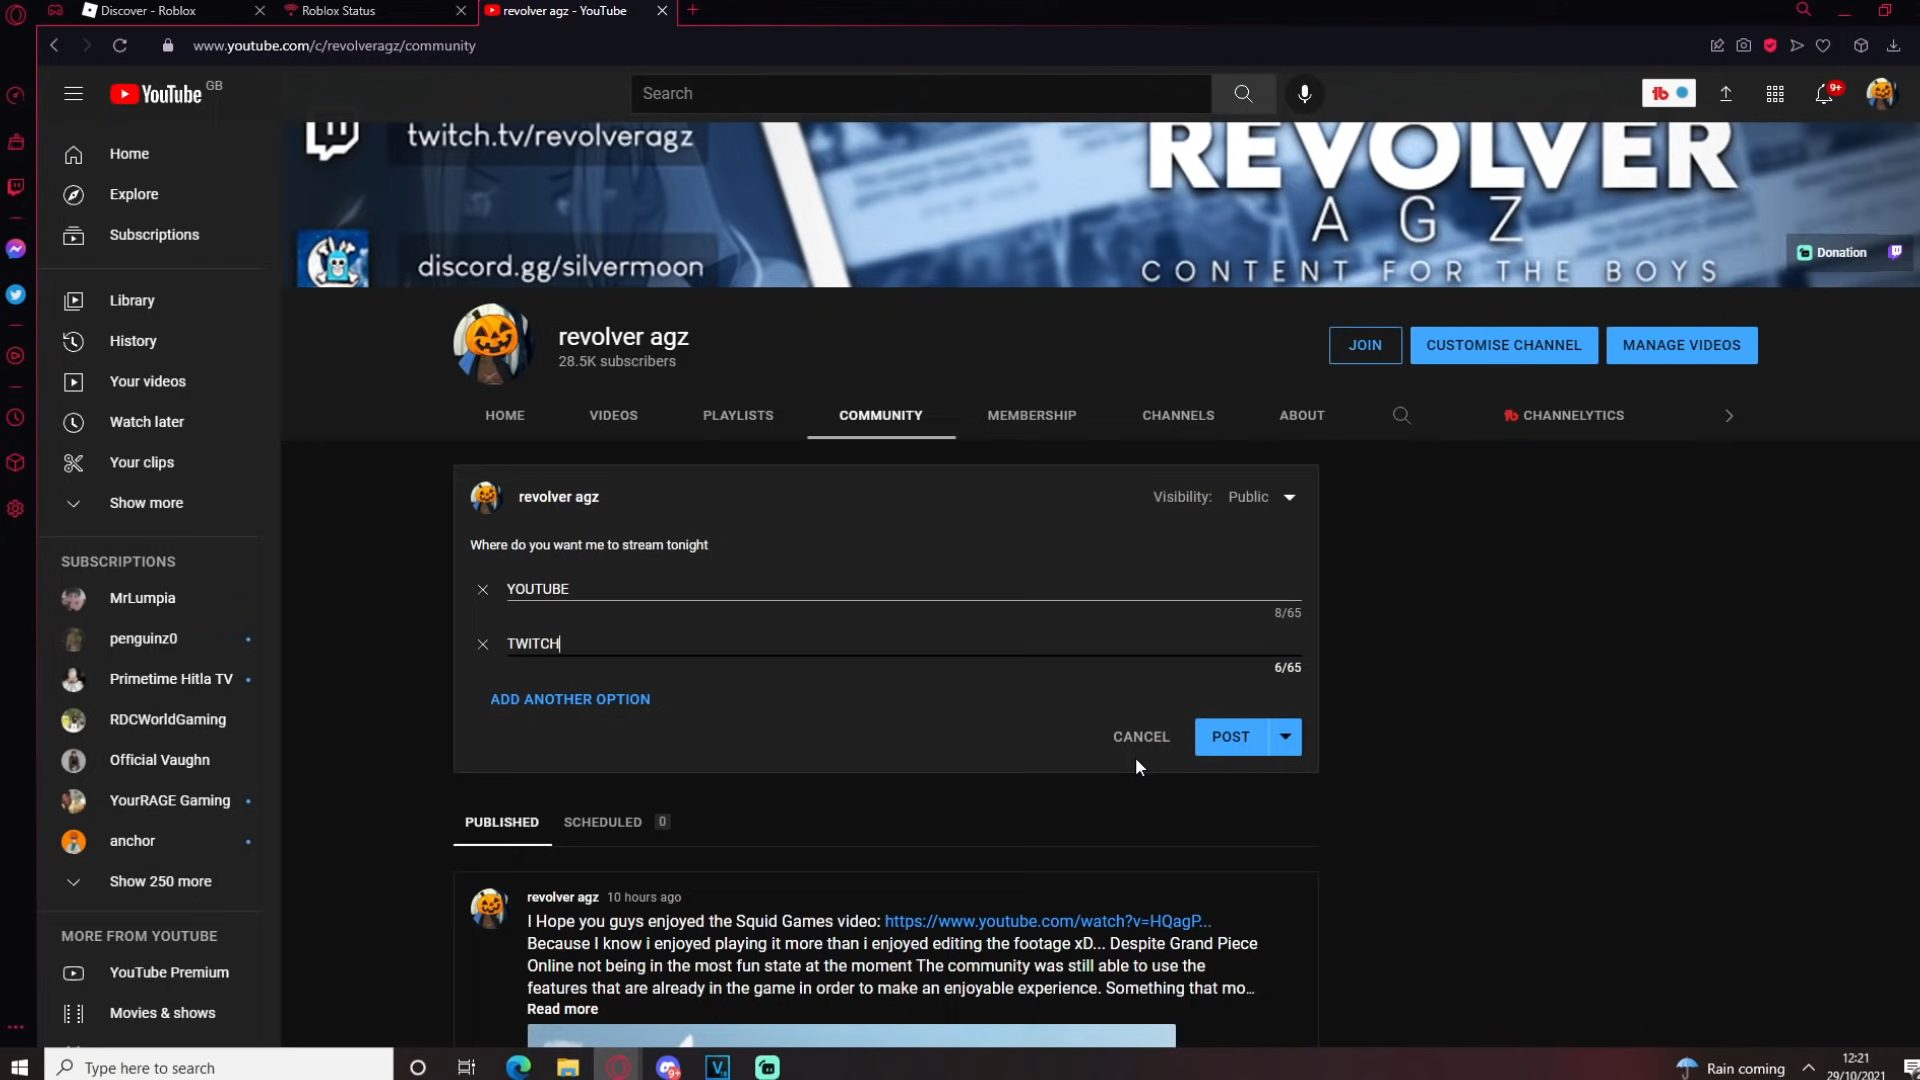 Discover - Roblox
Roblox Status
revolver agz - YouTube
www.youtube.com/c/revolveragz/community
YouTube GB
Search
9+
twitch.tv/revolveragz
REVOLVER
AGZ
discord.gg/silvermoon
CONTENT FOR THE BOYS
Donation
Home
Explore
Subscriptions
Library
History
Your videos
Watch later
Your clips
Show more
SUBSCRIPTIONS
MrLumpia
penguinz0
Primetime Hitla TV
RDCWorldGaming
Official Vaughn
YourRAGE Gaming
anchor
Show 250 more
MORE FROM YOUTUBE
YouTube Premium
Movies & shows
revolver agz
28.5K subscribers
JOIN
CUSTOMISE CHANNEL
MANAGE VIDEOS
HOME
VIDEOS
PLAYLISTS
COMMUNITY
MEMBERSHIP
CHANNELS
ABOUT
CHANNELYTICS
revolver agz
Visibility: Public
Where do you want me to stream tonight
YOUTUBE
8/65
TWITCH
6/65
ADD ANOTHER OPTION
CANCEL
POST
PUBLISHED
SCHEDULED 0
revolver agz 10 hours ago
I Hope you guys enjoyed the Squid Games video: https://www.youtube.com/watch?v=HQagP...
Because I know i enjoyed playing it more than i enjoyed editing the footage xD... Despite Grand Piece
Online not being in the most fun state at the moment The community was still able to use the
features that are already in the game in order to make an enjoyable experience. Something that mo...
Read more
Type here to search
9+
Rain coming
12:21
29/10/2021